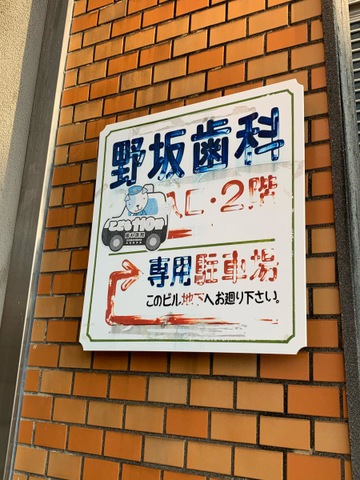 野坂歯科
・2階
専用駐車場
このビル地下へお廻り下さい。